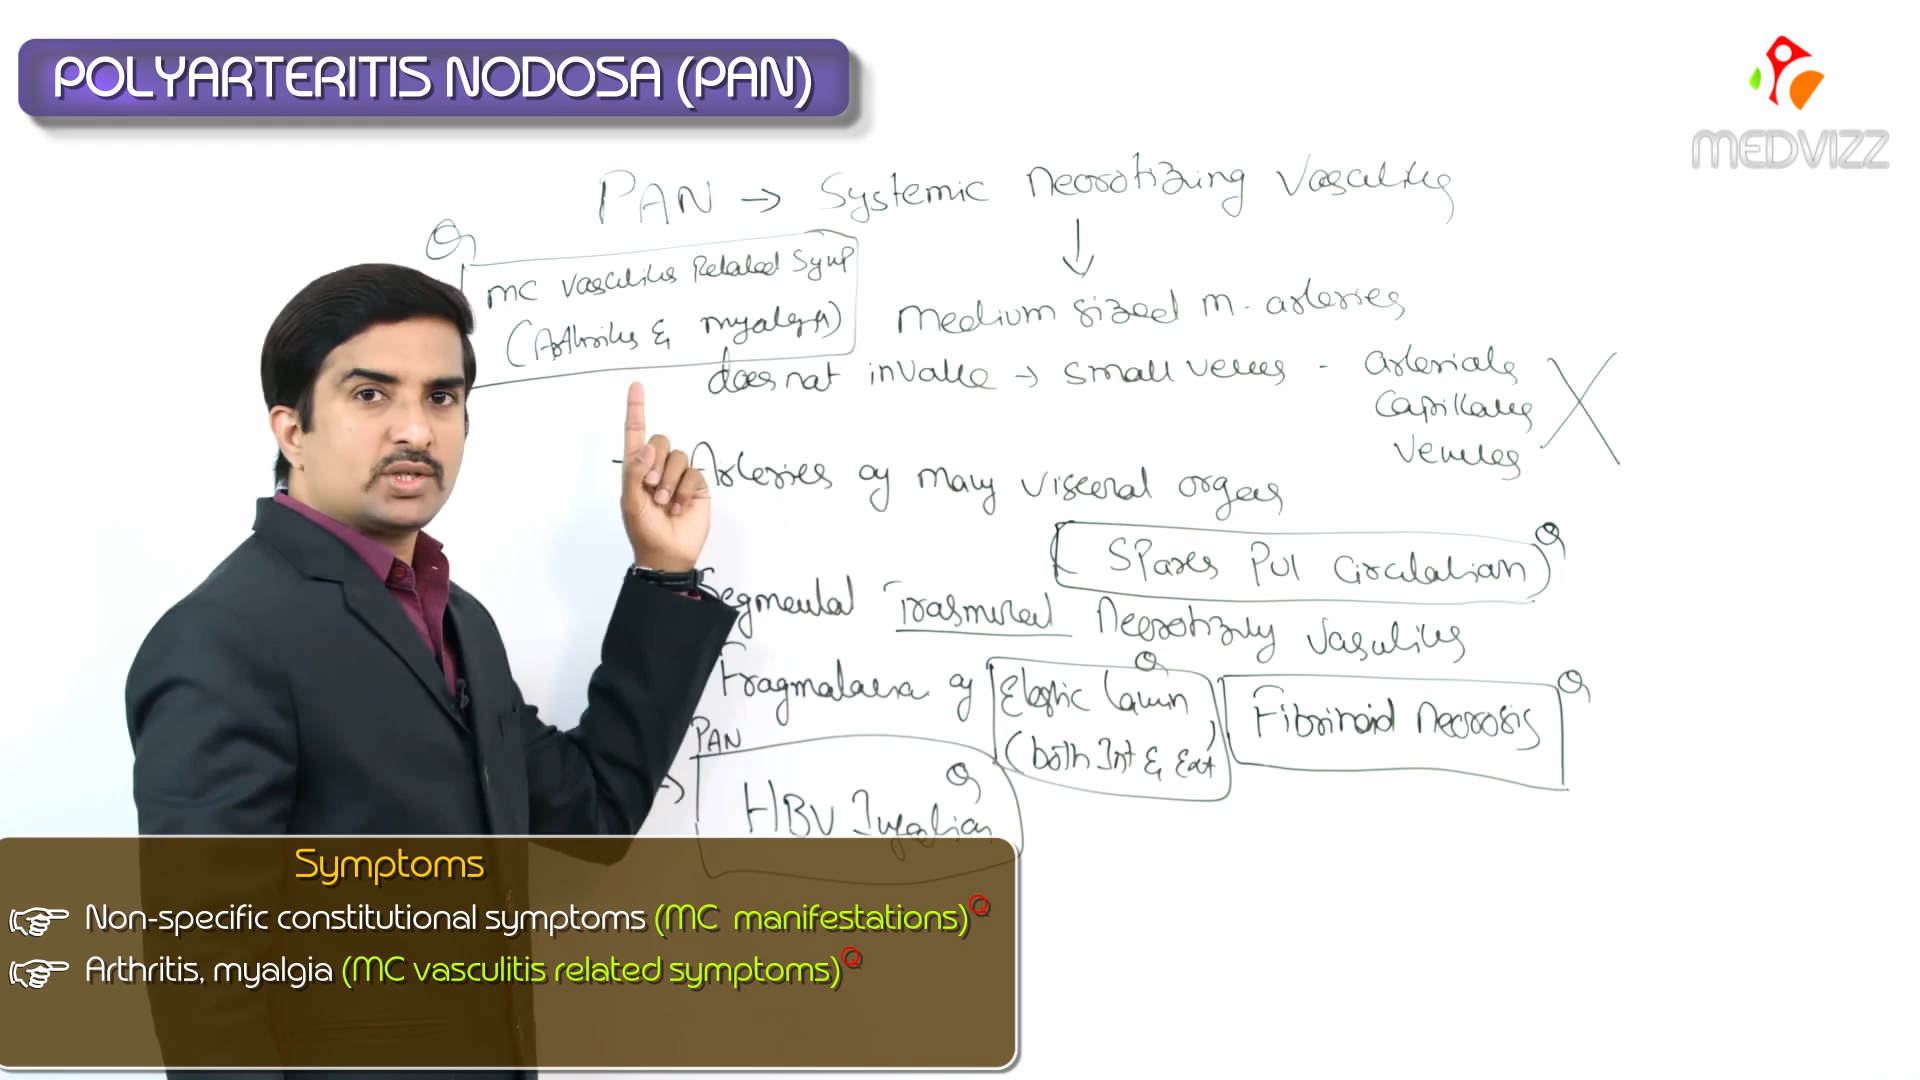 POLYARTERITIS NODOSA (PAN)
MEDVIZZ
PAN → Systemic Necrotizing Vasculitis
Q
MC Vasculitis Related Symp
(Arthritis & myalgia)
Medium sized m. arteries
does not involve → small vessels - arterioles
Capillaries
Venules
Arteries of many visceral organs
Spares Pul Circulation Q
Segmental Transmural Necrotizing Vasculitis
Fragmentation of Elastic lamin Q
(both Int & Ext)
Fibrinoid necrosis Q
PAN
→ HBV Infection Q
Symptoms
Non-specific constitutional symptoms (MC manifestations)Q
Arthritis, myalgia (MC vasculitis related symptoms)Q